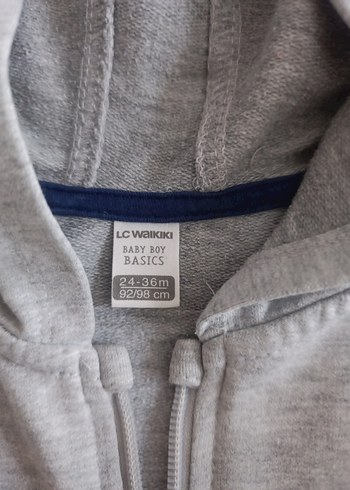 LC WAIKIKI
BABY BOY
BASICS
24-36m
92/98 cm